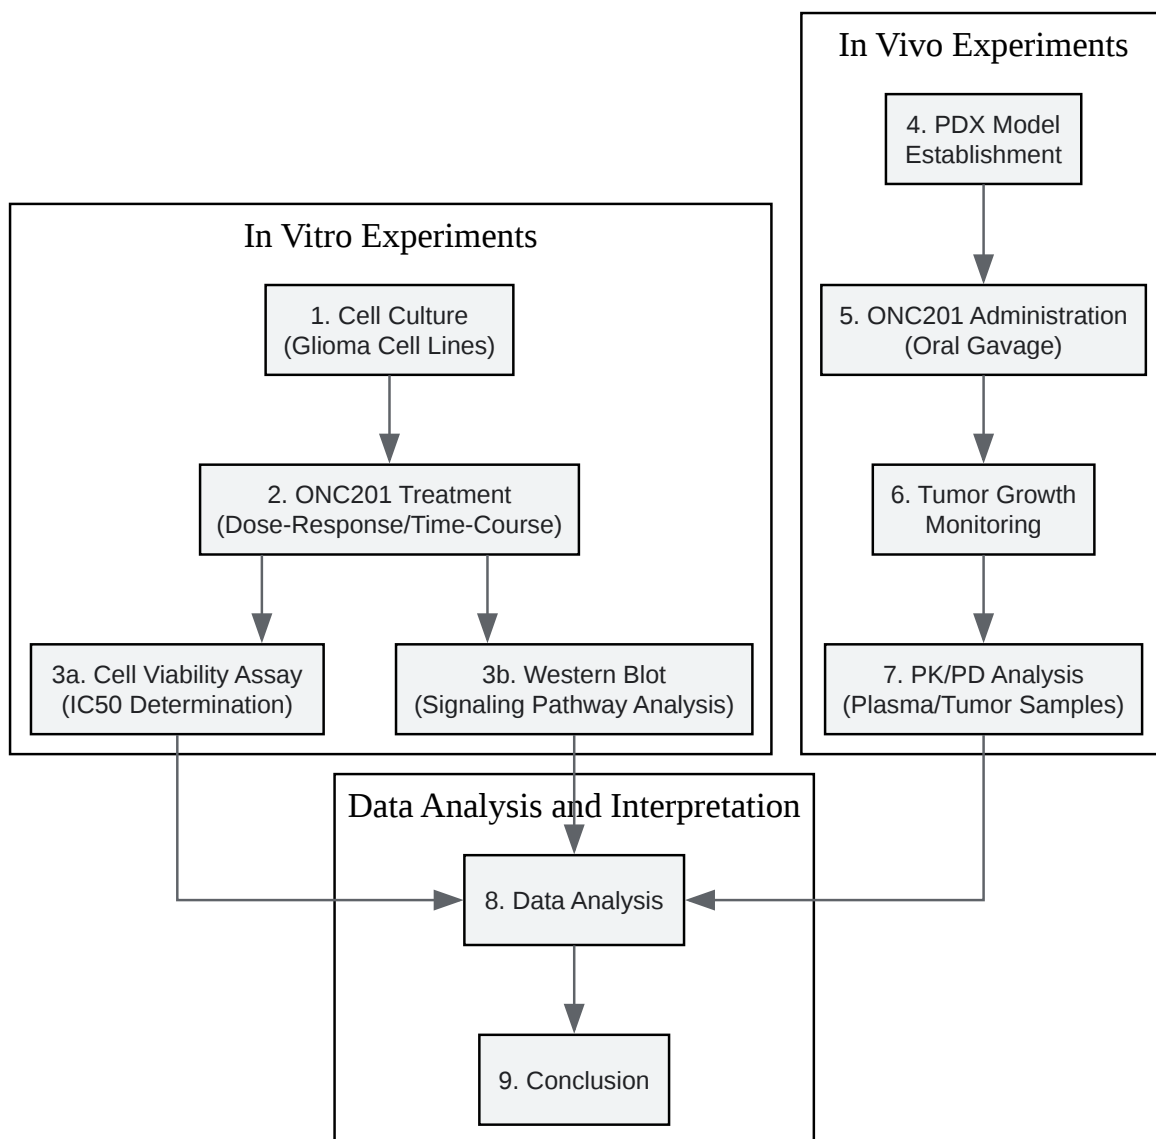 In Vitro Experiments
1. Cell Culture
(Glioma Cell Lines)
2. ONC201 Treatment
(Dose-Response/Time-Course)
3a. Cell Viability Assay
(IC50 Determination)
3b. Western Blot
(Signaling Pathway Analysis)
In Vivo Experiments
4. PDX Model
Establishment
5. ONC201 Administration
(Oral Gavage)
6. Tumor Growth
Monitoring
7. PK/PD Analysis
(Plasma/Tumor Samples)
Data Analysis and Interpretation
8. Data Analysis
9. Conclusion